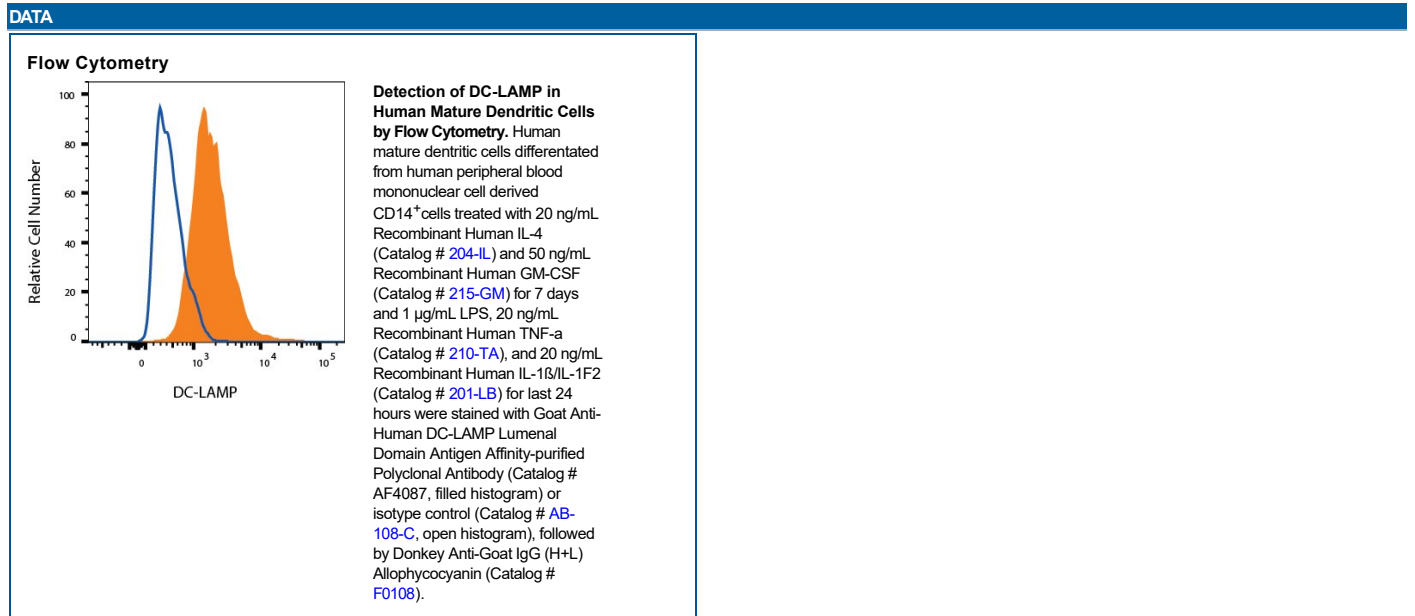 DATA
Flow Cytometry
100
80
60
40
20
0
Relative Cell Number
0
10^3
10^4
10^5
DC-LAMP
Detection of DC-LAMP in
Human Mature Dendritic Cells
by Flow Cytometry. Human
mature dentritic cells differentated
from human peripheral blood
mononuclear cell derived
CD14+cells treated with 20 ng/mL
Recombinant Human IL-4
(Catalog # 204-IL) and 50 ng/mL
Recombinant Human GM-CSF
(Catalog # 215-GM) for 7 days
and 1 µg/mL LPS, 20 ng/mL
Recombinant Human TNF-a
(Catalog # 210-TA), and 20 ng/mL
Recombinant Human IL-1ß/IL-1F2
(Catalog # 201-LB) for last 24
hours were stained with Goat Anti-
Human DC-LAMP Lumenal
Domain Antigen Affinity-purified
Polyclonal Antibody (Catalog #
AF4087, filled histogram) or
isotype control (Catalog # AB-
108-C, open histogram), followed
by Donkey Anti-Goat IgG (H+L)
Allophycocyanin (Catalog #
F0108).